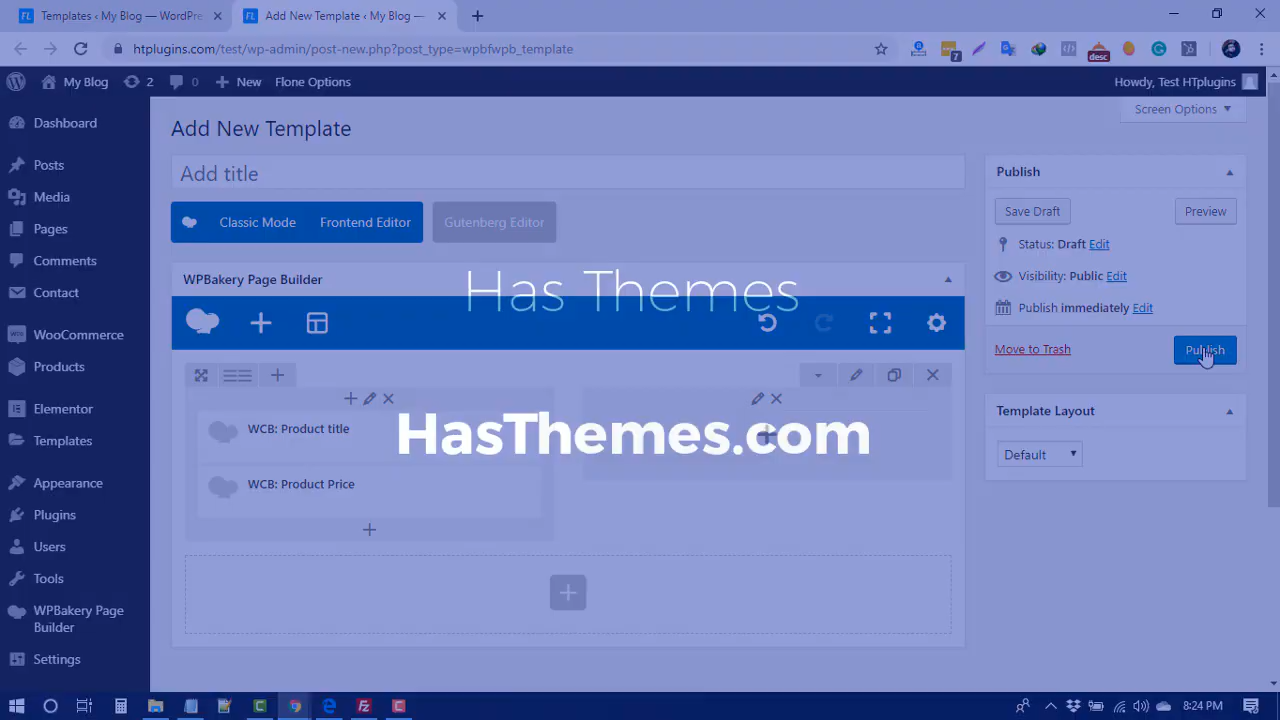 Templates ‹ My Blog — WordPre
Add New Template ‹ My Blog —
htplugins.com/test/wp-admin/post-new.php?post_type=wpbfwpb_template
7
desc
My Blog
2
0
New
Flone Options
Howdy, Test HTplugins
Dashboard
Posts
Media
Pages
Comments
Contact
WooCommerce
Products
Elementor
Templates
Appearance
Plugins
Users
Tools
WPBakery Page
Builder
Settings
Screen Options
Add New Template
Add title
Classic Mode
Frontend Editor
Gutenberg Editor
WPBakery Page Builder
Has Themes
HasThemes.com
WCB: Product title
WCB: Product Price
Publish
Save Draft
Preview
Status: Draft Edit
Visibility: Public Edit
Publish immediately Edit
Move to Trash
Publish
Template Layout
Default
8:24 PM